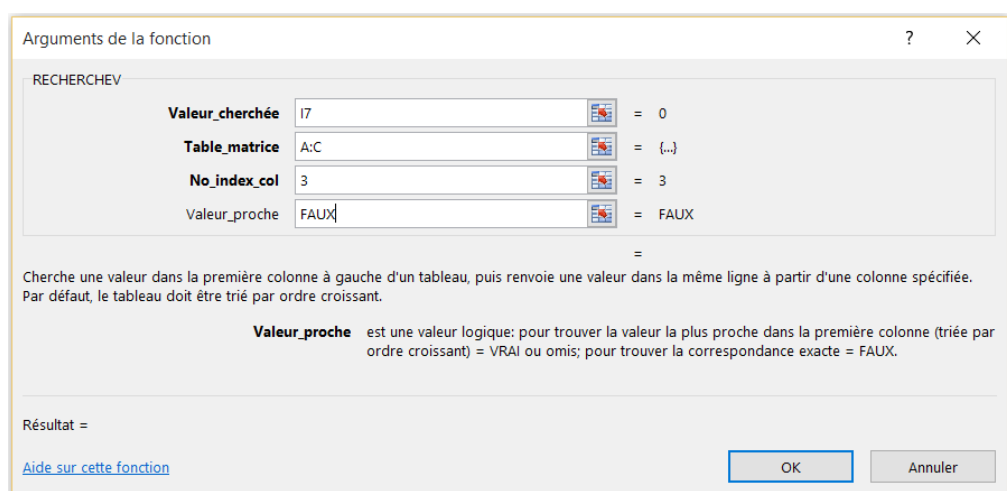 Arguments de la fonction ? ×
RECHERCHEV
Valeur_cherchée I7 = 0
Table_matrice A:C = {...}
No_index_col 3 = 3
Valeur_proche FAUX = FAUX
=
Cherche une valeur dans la première colonne à gauche d'un tableau, puis renvoie une valeur dans la même ligne à partir d'une colonne spécifiée.
Par défaut, le tableau doit être trié par ordre croissant.
Valeur_proche est une valeur logique: pour trouver la valeur la plus proche dans la première colonne (triée par
ordre croissant) = VRAI ou omis; pour trouver la correspondance exacte = FAUX.
Résultat =
Aide sur cette fonction OK Annuler